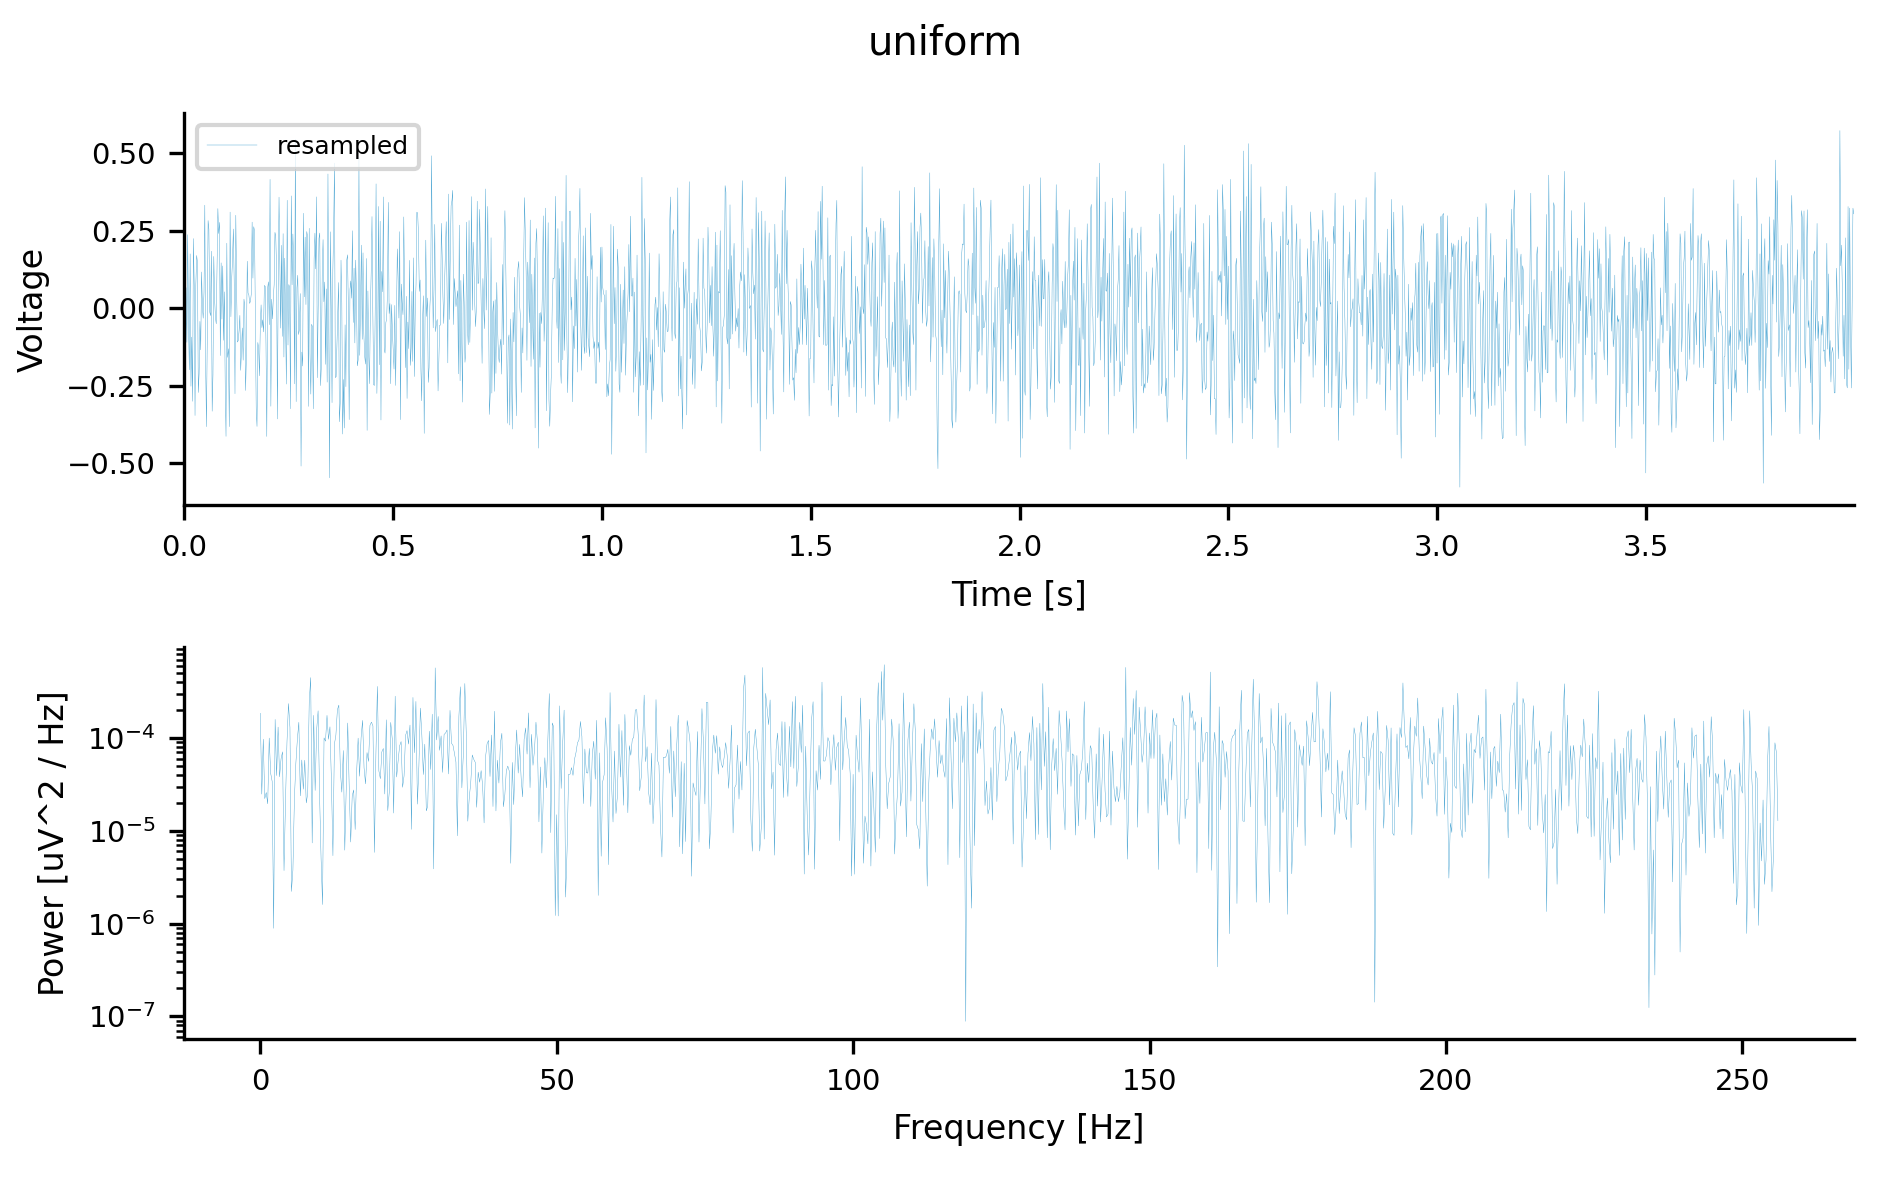 uniform
resampled
0.50
0.25
0.00
−0.25
−0.50
Voltage
0.0 0.5 1.0 1.5 2.0 2.5 3.0 3.5
Time [s]
10⁻⁴
10⁻⁵
10⁻⁶
10⁻⁷
Power [uV^2 / Hz]
0 50 100 150 200 250
Frequency [Hz]